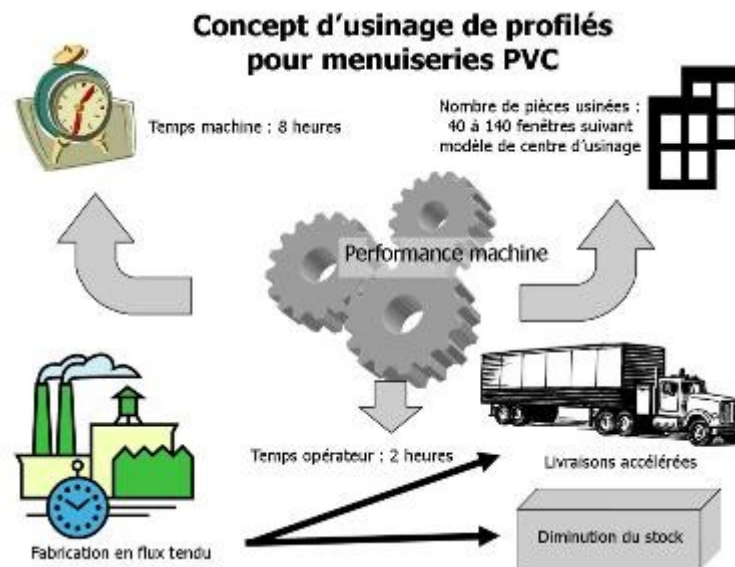 Concept d'usinage de profilés
pour menuiseries PVC
Temps machine : 8 heures
Nombre de pièces usinées :
40 à 140 fenêtres suivant
modèle de centre d'usinage
Performance machine
Temps opérateur : 2 heures
Livraisons accélérées
Fabrication en flux tendu
Diminution du stock